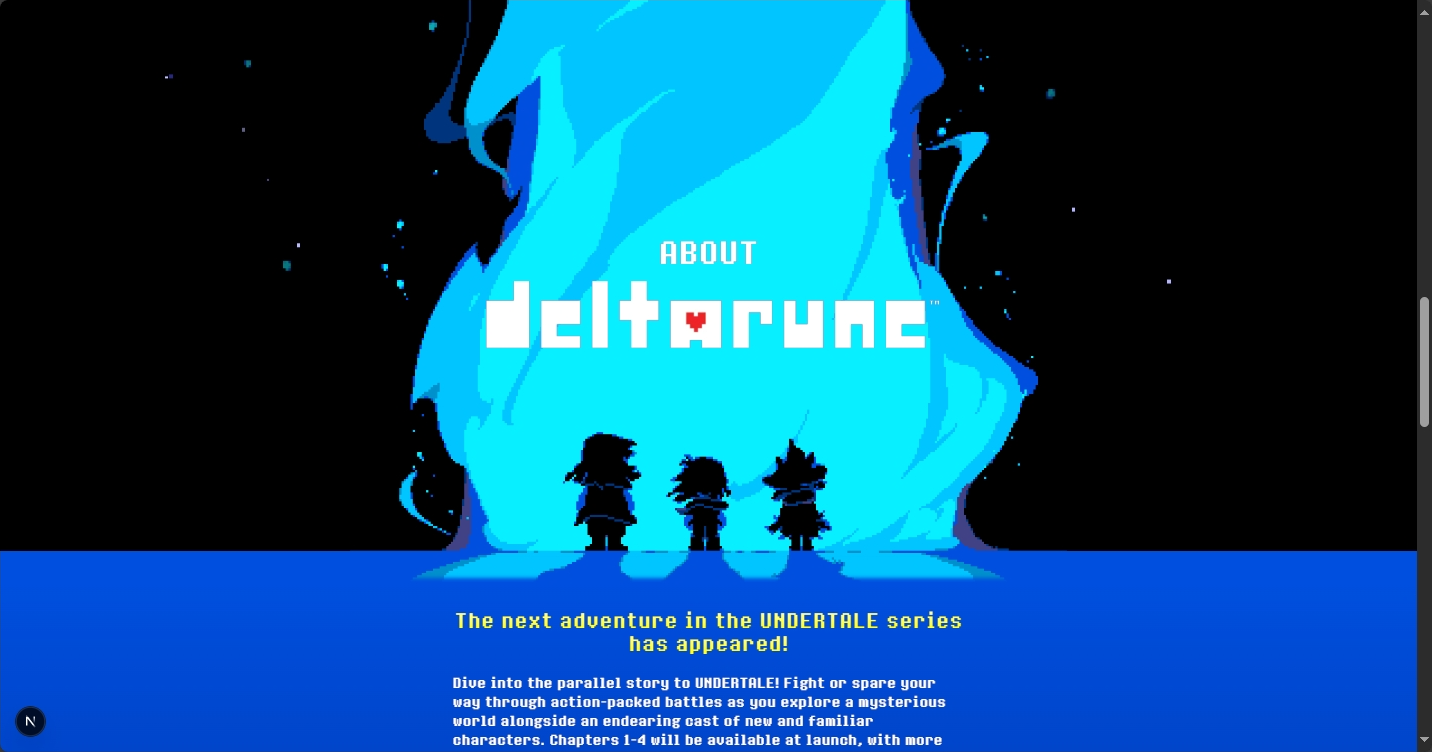 ABOUT
deltarune™
The next adventure in the UNDERTALE series
has appeared!
Dive into the parallel story to UNDERTALE! Fight or spare your
way through action-packed battles as you explore a mysterious
world alongside an endearing cast of new and familiar
characters. Chapters 1-4 will be available at launch, with more
N